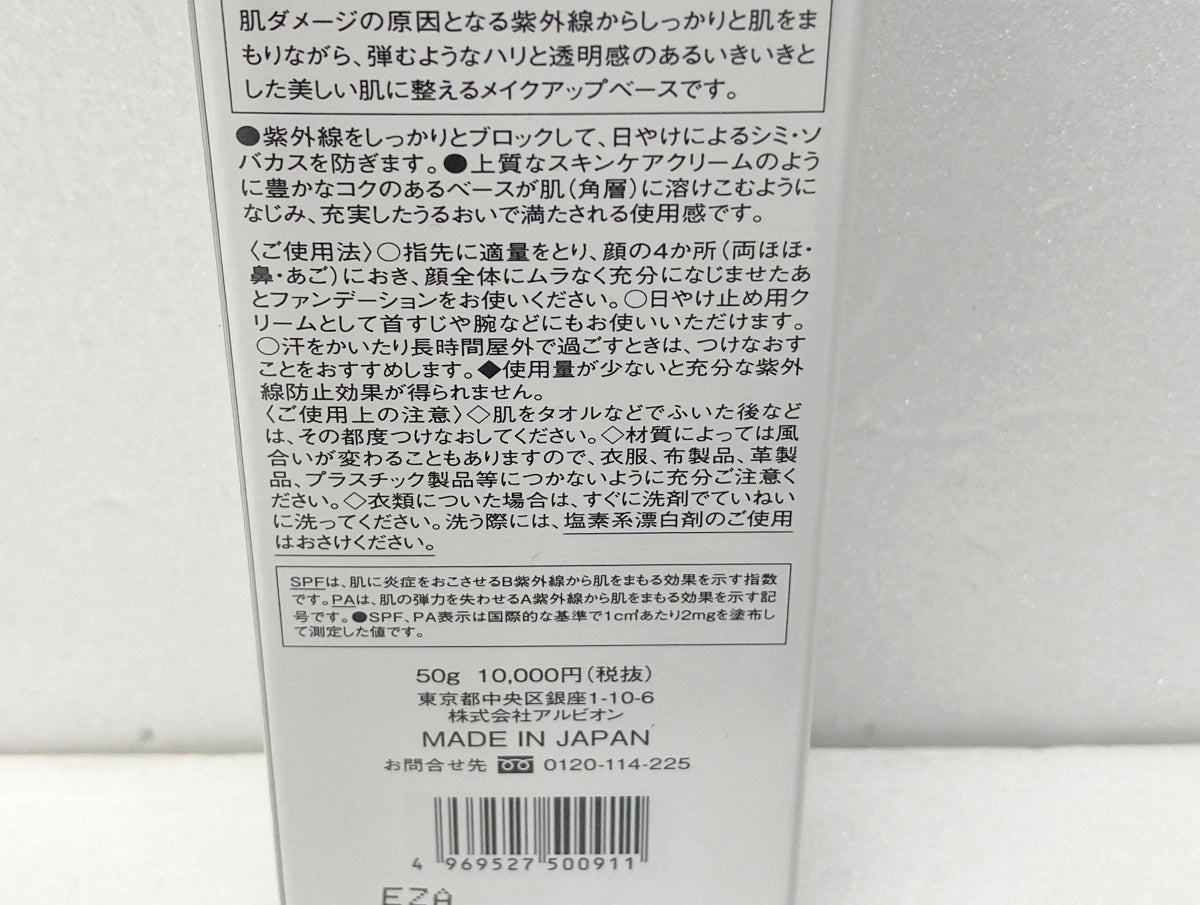 肌ダメージの原因となる紫外線からしっかりと肌をま
もりながら、弾むようなハリと透明感のあるいきいきと
した美しい肌に整えるメイクアップベースです。
●紫外線をしっかりとブロックして、日やけによるシミ・ソ
バカスを防ぎます。●上質なスキンケアクリームのよう
に豊かなコクのあるベースが肌(角層)に溶けこむように
なじみ、充実したうるおいで満たされる使用感です。
〈ご使用法〉○指先に適量をとり、顔の4か所(両ほほ・
鼻・あご)におき、顔全体にムラなく充分になじませたあ
とファンデーションをお使いください。○日やけ止め用ク
リームとして首すじや腕などにもお使いいただけます。
○汗をかいたり長時間屋外で過ごすときは、つけなおす
ことをおすすめします。◆使用量が少ないと充分な紫外
線防止効果が得られません。
〈ご使用上の注意〉◇肌をタオルなどでふいた後など
は、その都度つけなおしてください。◇材質によっては風
合いが変わることもありますので、衣服、布製品、革製
品、プラスチック製品等につかないように充分ご注意く
ださい。◇衣類についた場合は、すぐに洗剤でていねい
に洗ってください。洗う際には、塩素系漂白剤のご使用
はおさけください。
SPFは、肌に炎症をおこさせるB紫外線から肌をまもる効果を示す指数
です。PAは、肌の弾力を失わせるA紫外線から肌をまもる効果を示す記
号です。●SPF、PA表示は国際的な基準で1c㎡あたり2mgを塗布し
て測定した値です。
50g 10,000円(税抜)
東京都中央区銀座1-10-6
株式会社アルビオン
MADE IN JAPAN
お問合せ先 0120-114-225
4 969527 500911
EZA